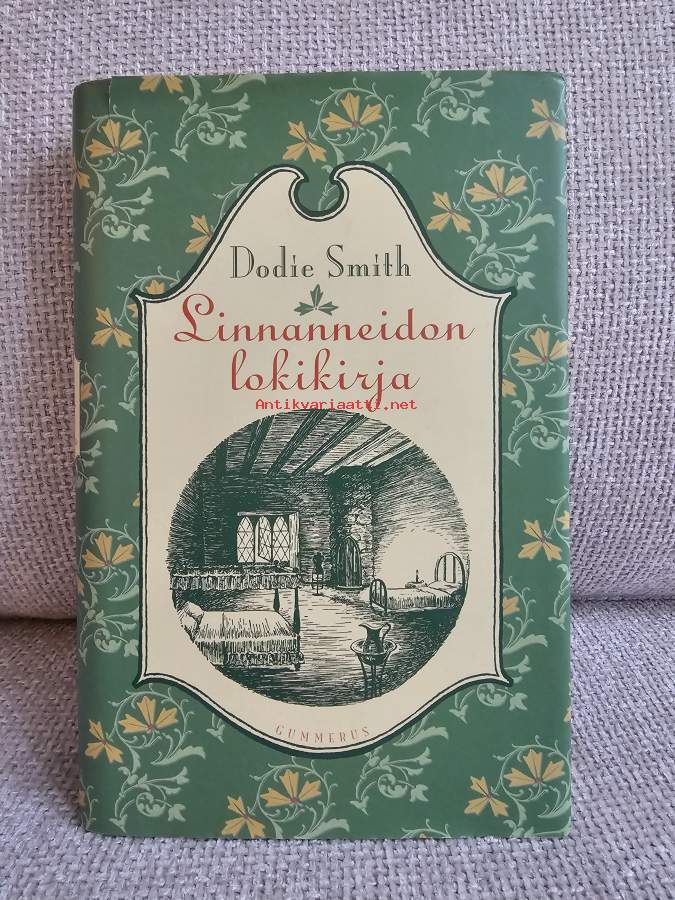 Dodie Smith
Linnanneidon
lokikirja
Antikvariaatti.net
GUMMERUS